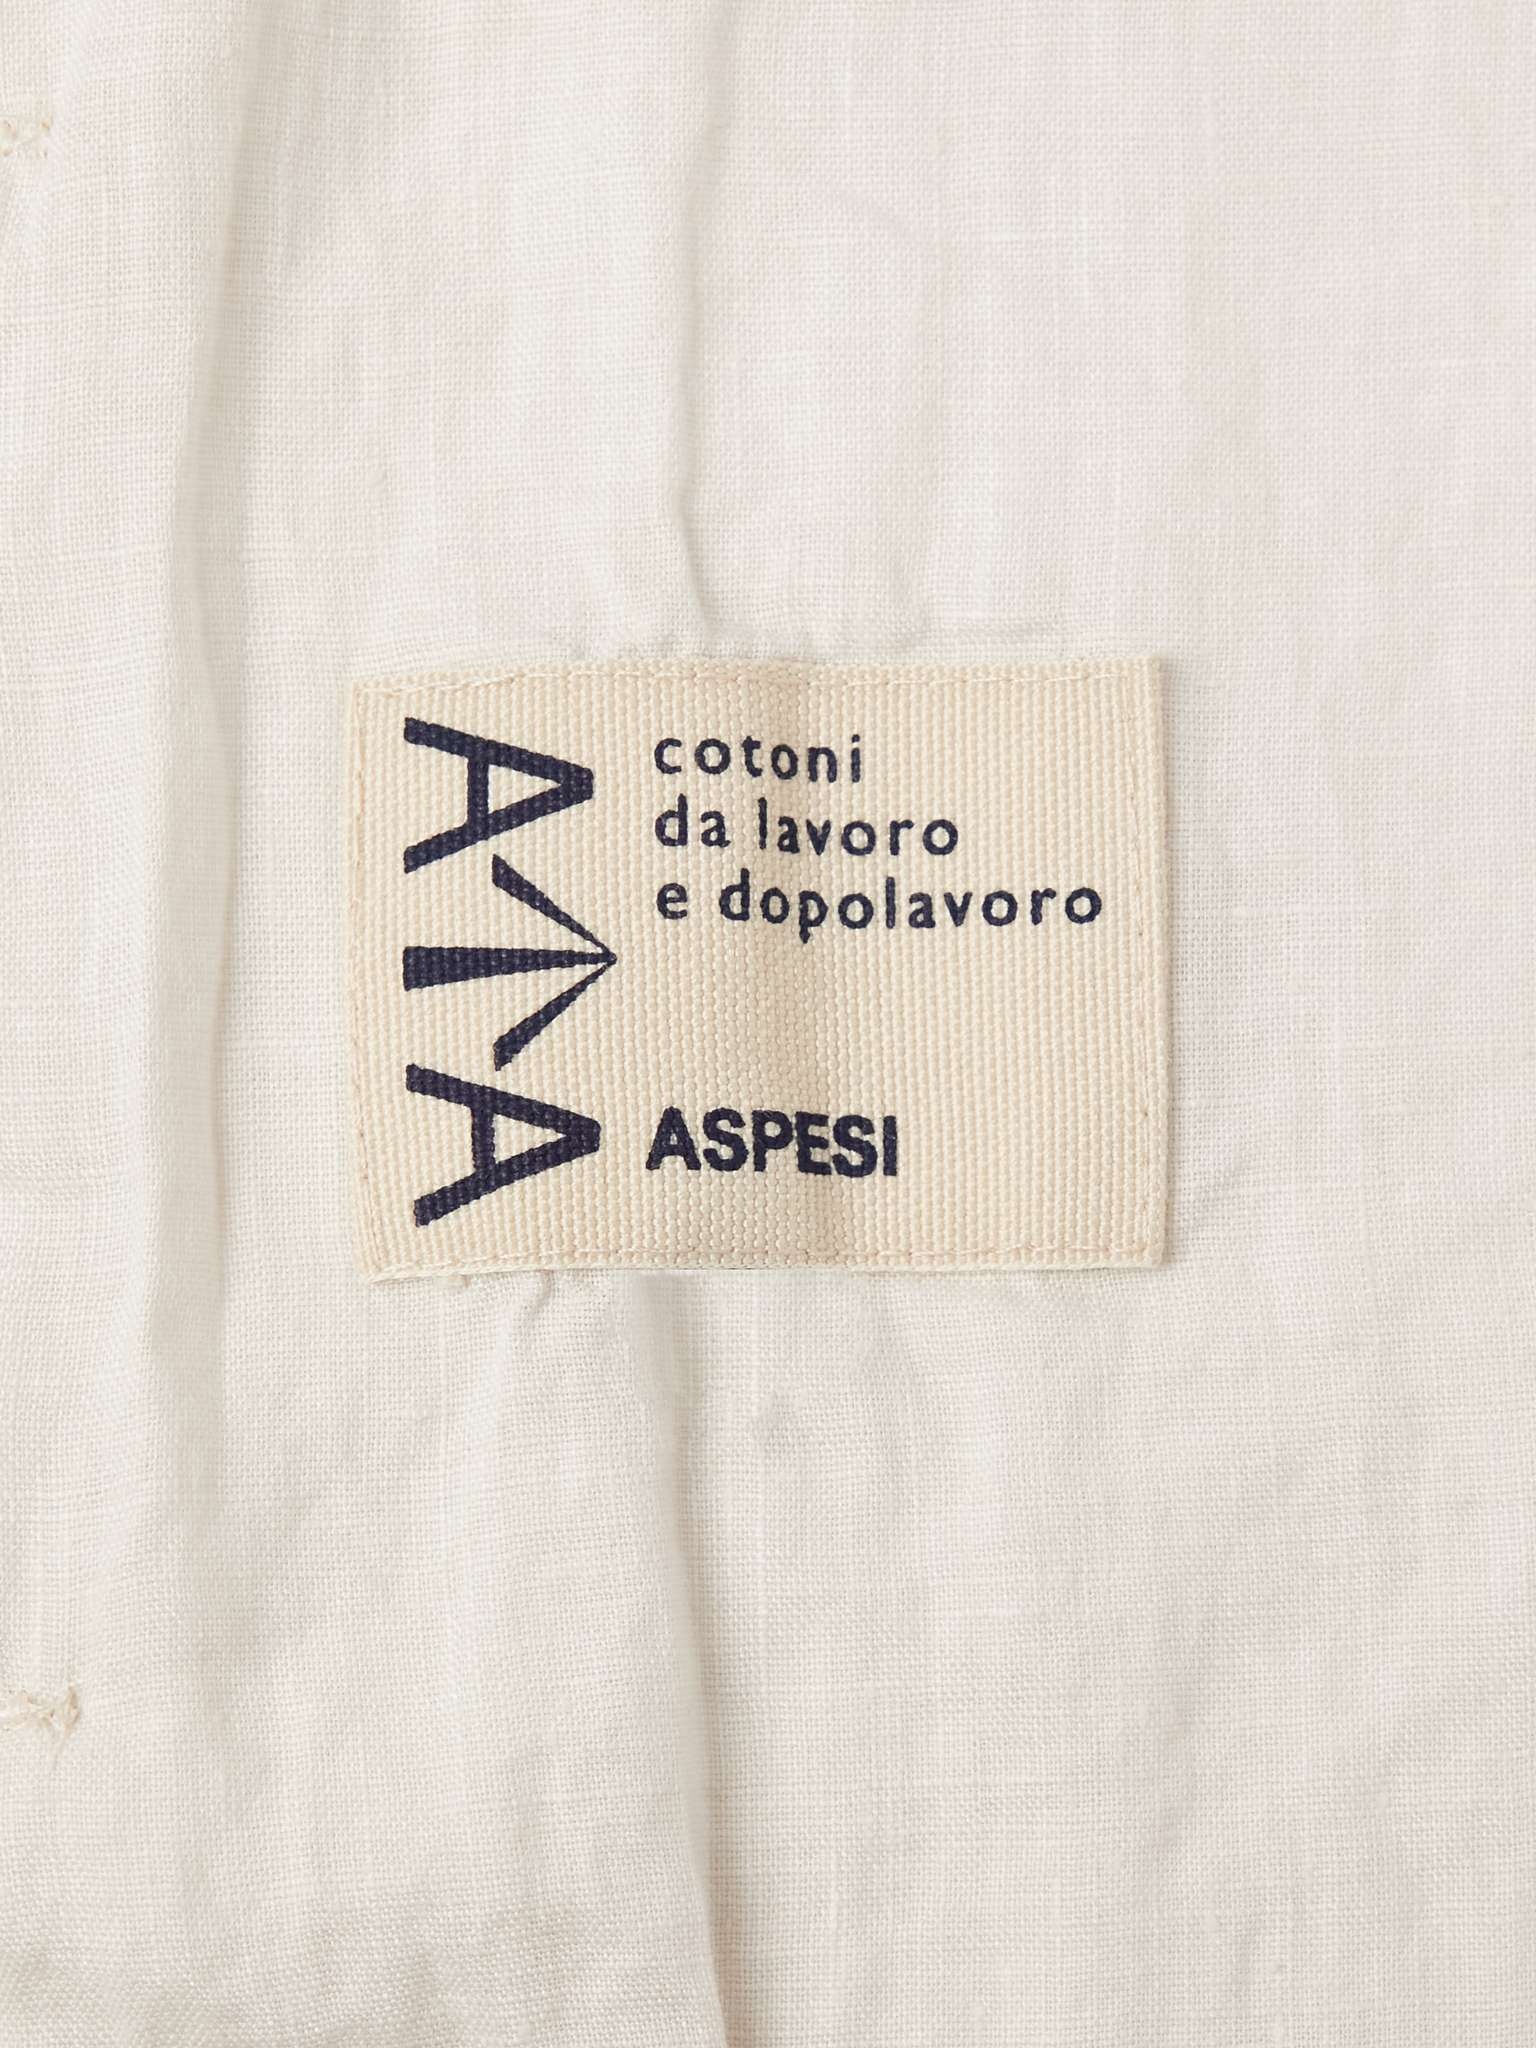 A↑A
cotoni
da lavoro
e dopolavoro
ASPESI